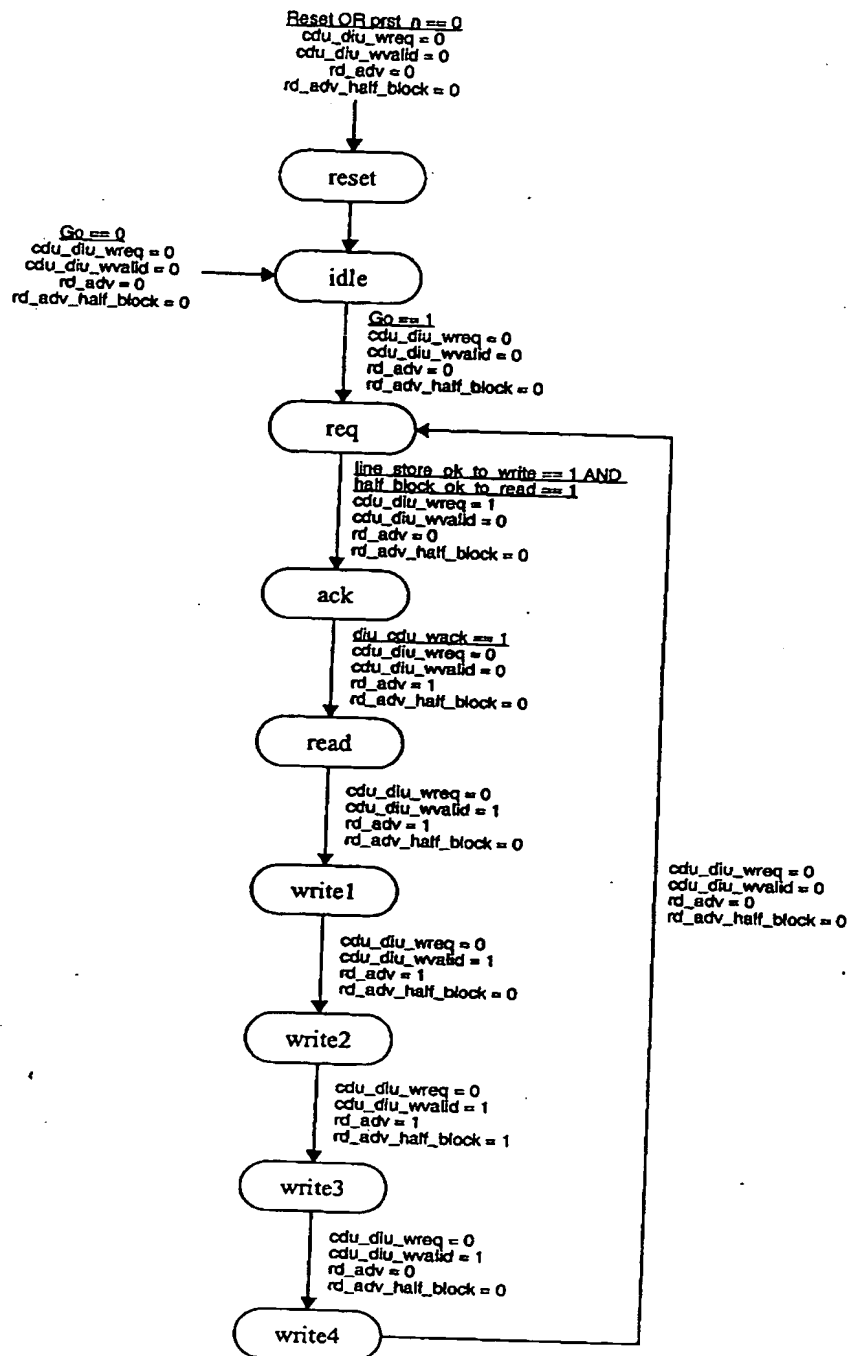 Reset OR prst_n == 0
cdu_diu_wreq = 0
cdu_diu_wvalid = 0
rd_adv = 0
rd_adv_half_block = 0
reset
Go == 0
cdu_diu_wreq = 0
cdu_diu_wvalid = 0
rd_adv = 0
rd_adv_half_block = 0
idle
Go == 1
cdu_diu_wreq = 0
cdu_diu_wvalid = 0
rd_adv = 0
rd_adv_half_block = 0
req
line_store_ok_to_write == 1 AND
half_block_ok_to_read == 1
cdu_diu_wreq = 1
cdu_diu_wvalid = 0
rd_adv = 0
rd_adv_half_block = 0
ack
diu_cdu_wack == 1
cdu_diu_wreq = 0
cdu_diu_wvalid = 0
rd_adv = 1
rd_adv_half_block = 0
read
cdu_diu_wreq = 0
cdu_diu_wvalid = 1
rd_adv = 1
rd_adv_half_block = 0
write1
cdu_diu_wreq = 0
cdu_diu_wvalid = 1
rd_adv = 1
rd_adv_half_block = 0
write2
cdu_diu_wreq = 0
cdu_diu_wvalid = 1
rd_adv = 1
rd_adv_half_block = 1
write3
cdu_diu_wreq = 0
cdu_diu_wvalid = 1
rd_adv = 0
rd_adv_half_block = 0
write4
cdu_diu_wreq = 0
cdu_diu_wvalid = 0
rd_adv = 0
rd_adv_half_block = 0